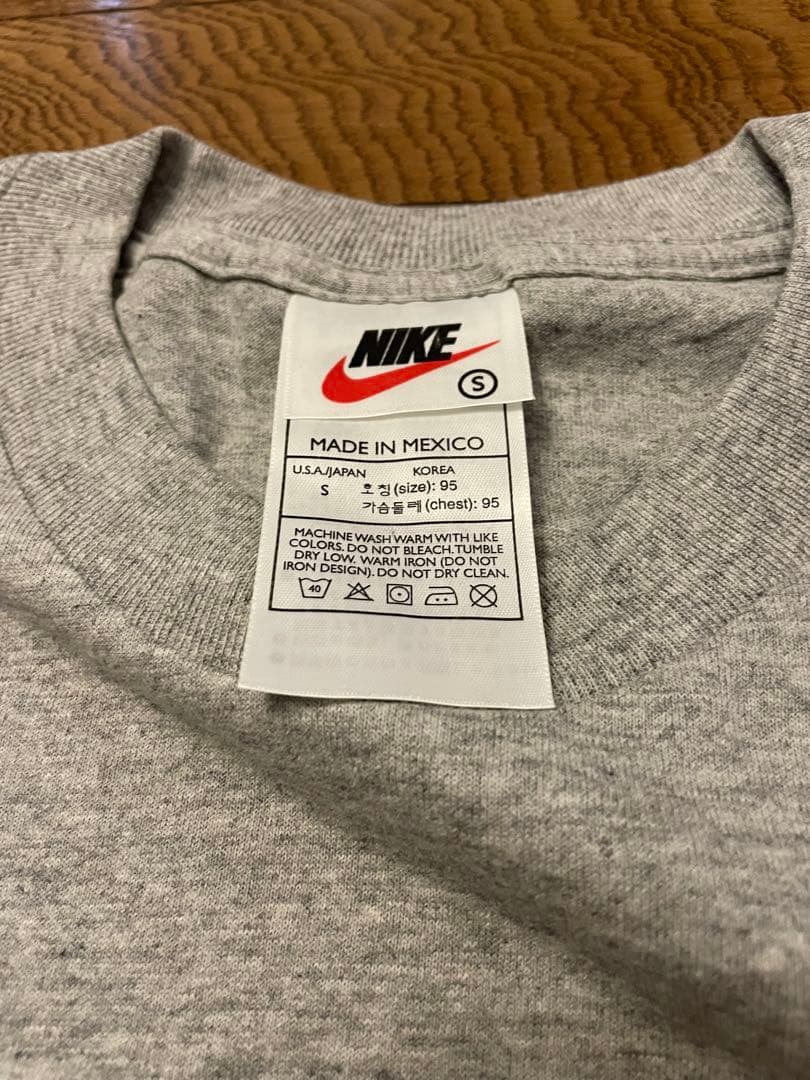 NIKE
S
MADE IN MEXICO
U.S.A./JAPAN KOREA
S 호칭(size): 95
가슴둘레(chest): 95
MACHINE WASH WARM WITH LIKE
COLORS. DO NOT BLEACH. TUMBLE
DRY LOW. WARM IRON (DO NOT
IRON DESIGN). DO NOT DRY CLEAN.
40